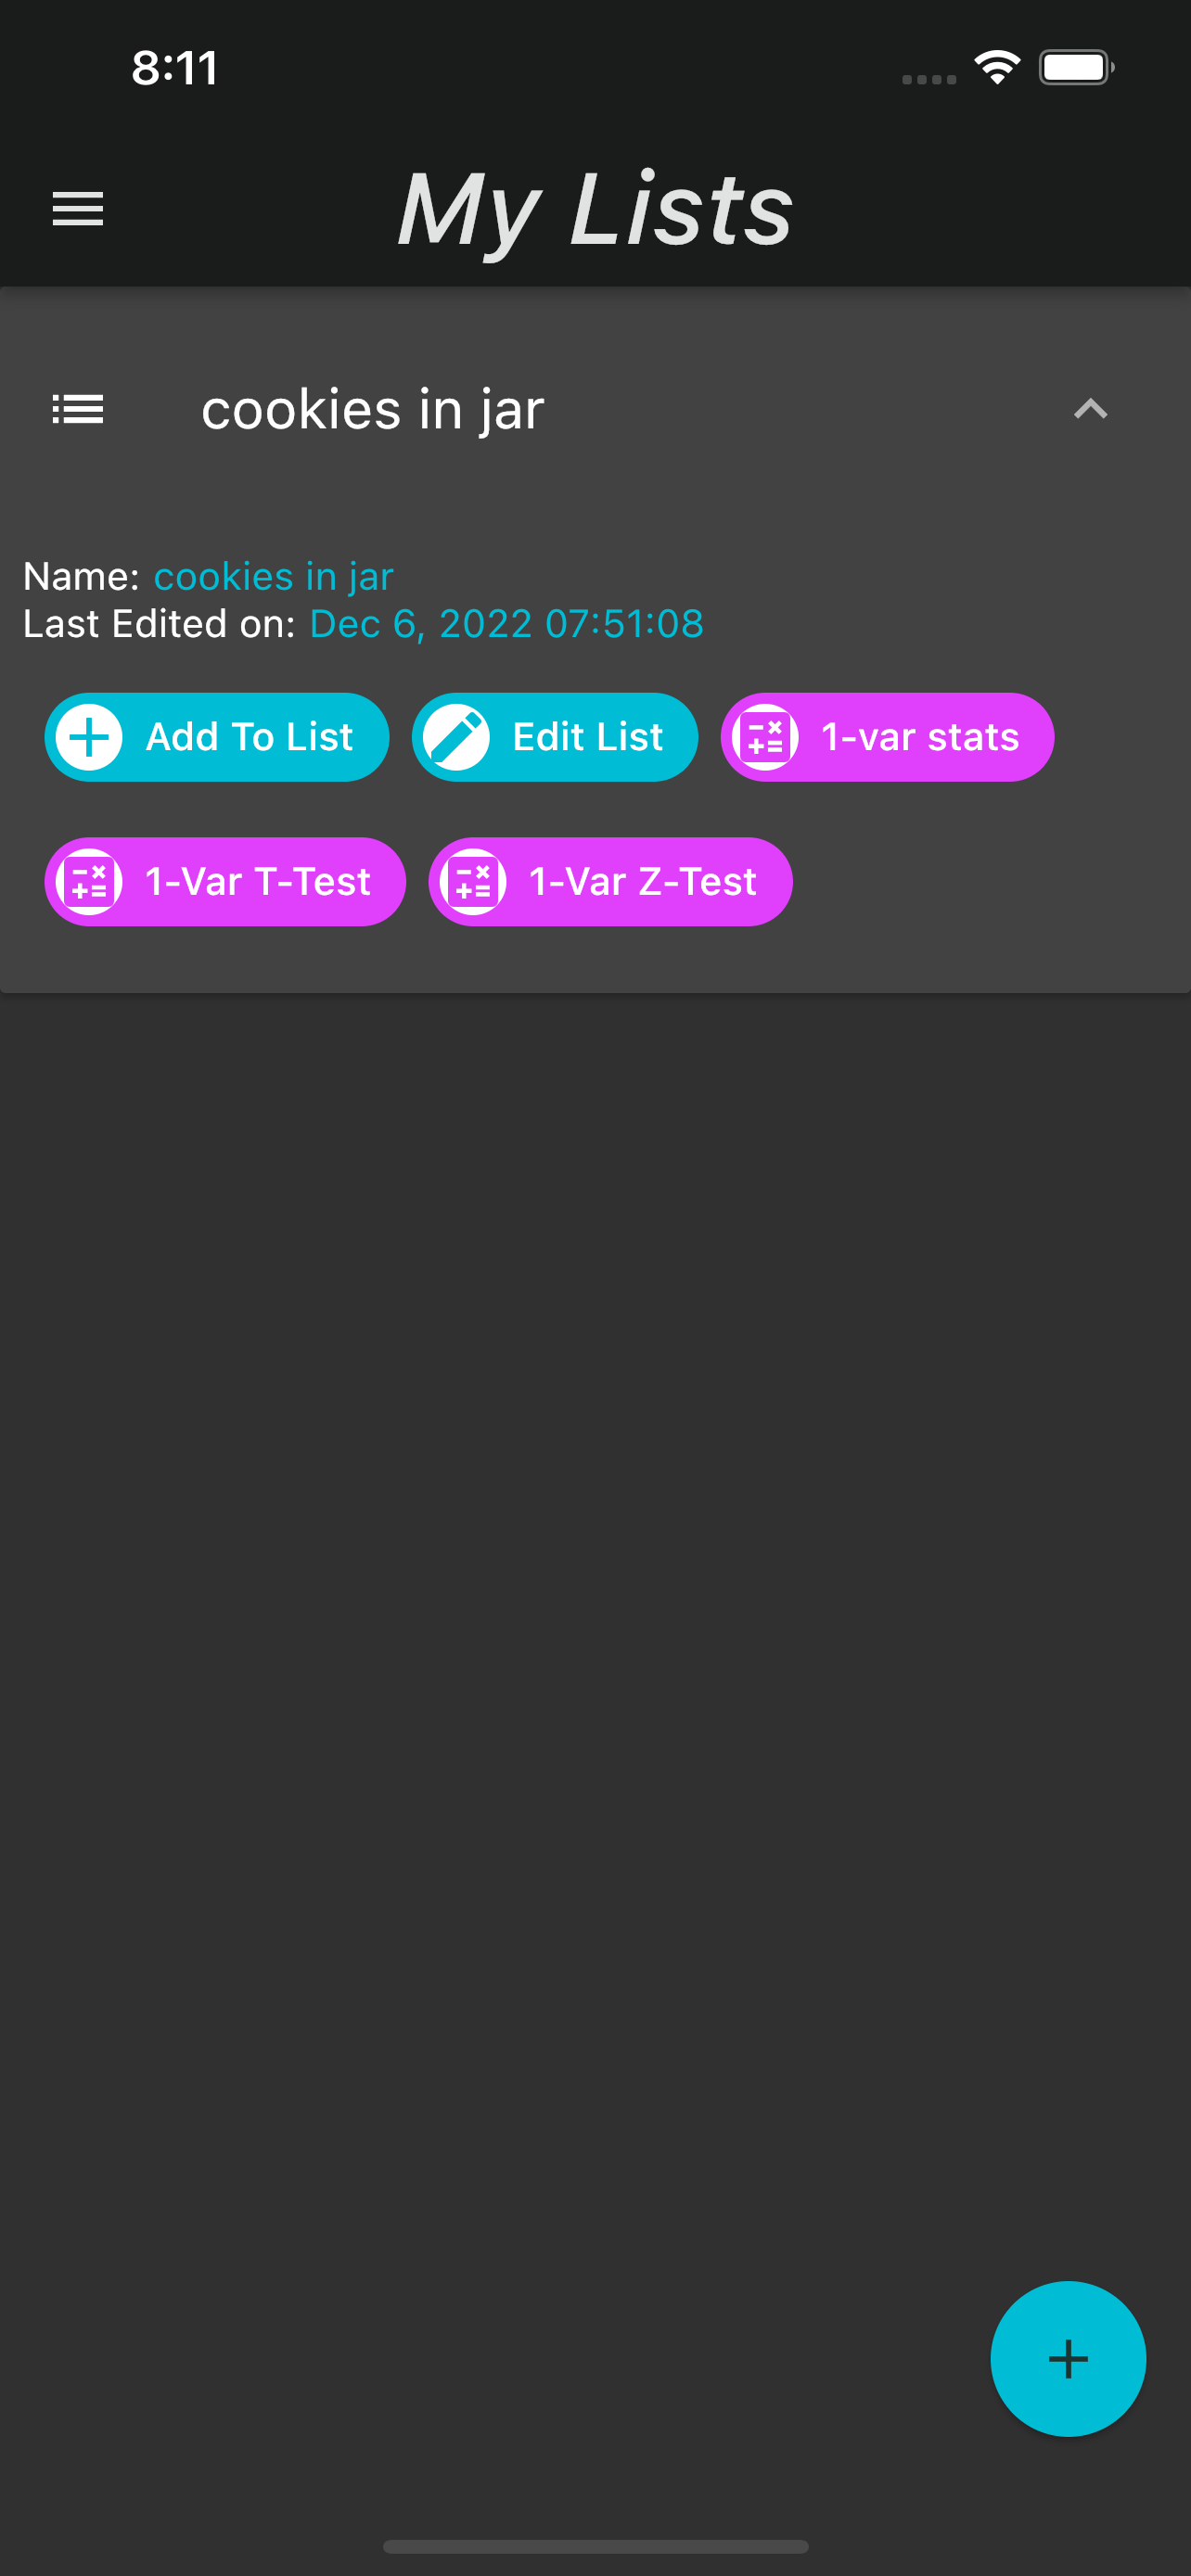 8:11
My Lists
cookies in jar
Name: cookies in jar
Last Edited on: Dec 6, 2022 07:51:08
Add To List Edit List 1-var stats
1-Var T-Test 1-Var Z-Test